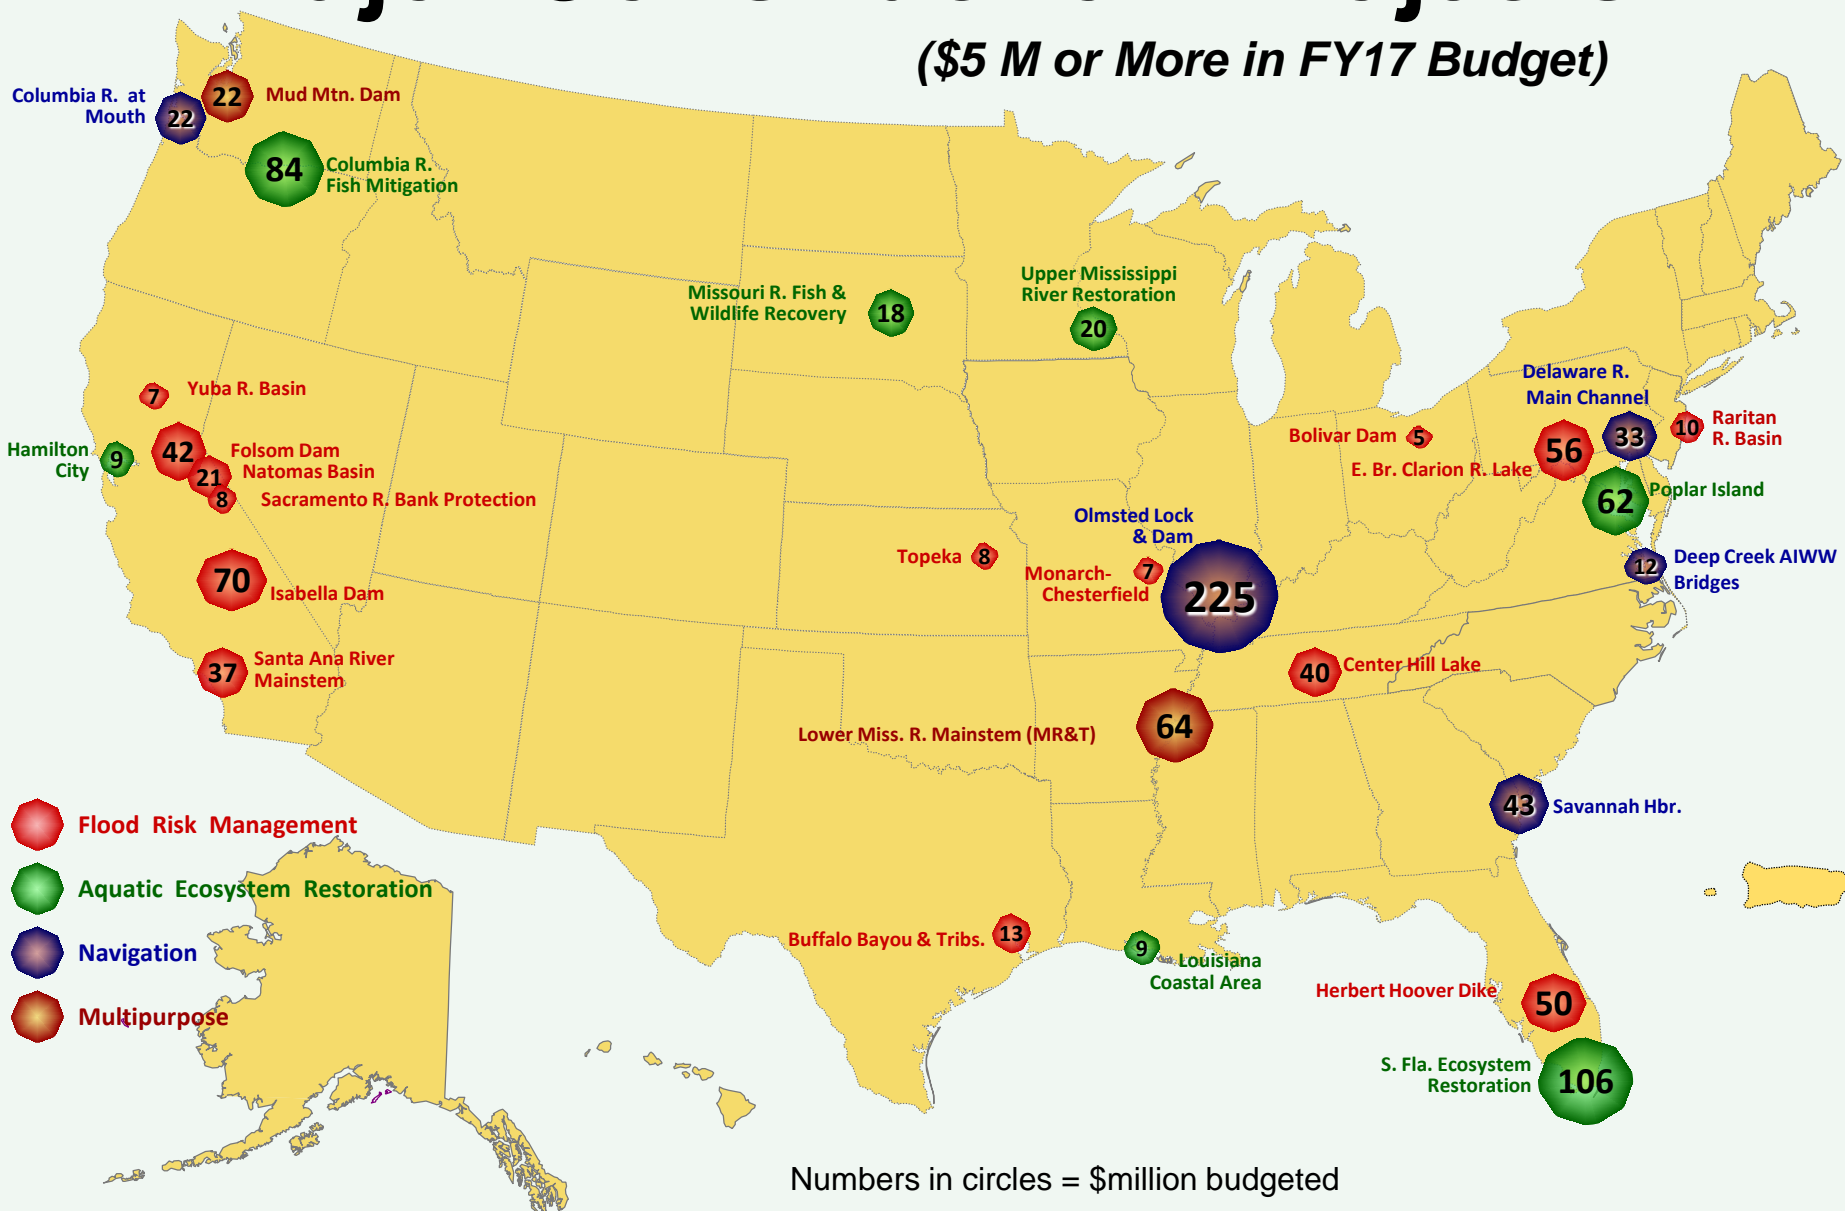 ($5 M or More in FY17 Budget)
Columbia R. at
Mouth
22
22
Mud Mtn. Dam
84
Columbia R.
Fish Mitigation
Missouri R. Fish &
Wildlife Recovery
18
Upper Mississippi
River Restoration
20
7
Yuba R. Basin
Hamilton
City
9
42
Folsom Dam
21
Natomas Basin
8
Sacramento R. Bank Protection
70
Isabella Dam
37
Santa Ana River
Mainstem
Topeka
8
Monarch-
Chesterfield
7
Olmsted Lock
& Dam
225
Bolivar Dam
5
E. Br. Clarion R. Lake
56
Delaware R.
Main Channel
33
10
Raritan
R. Basin
62
Poplar Island
12
Deep Creek AIWW
Bridges
40
Center Hill Lake
Lower Miss. R. Mainstem (MR&T)
64
43
Savannah Hbr.
Buffalo Bayou & Tribs.
13
9
Louisiana
Coastal Area
Herbert Hoover Dike
50
S. Fla. Ecosystem
Restoration
106
Flood Risk Management
Aquatic Ecosystem Restoration
Navigation
Multipurpose
Numbers in circles = $million budgeted